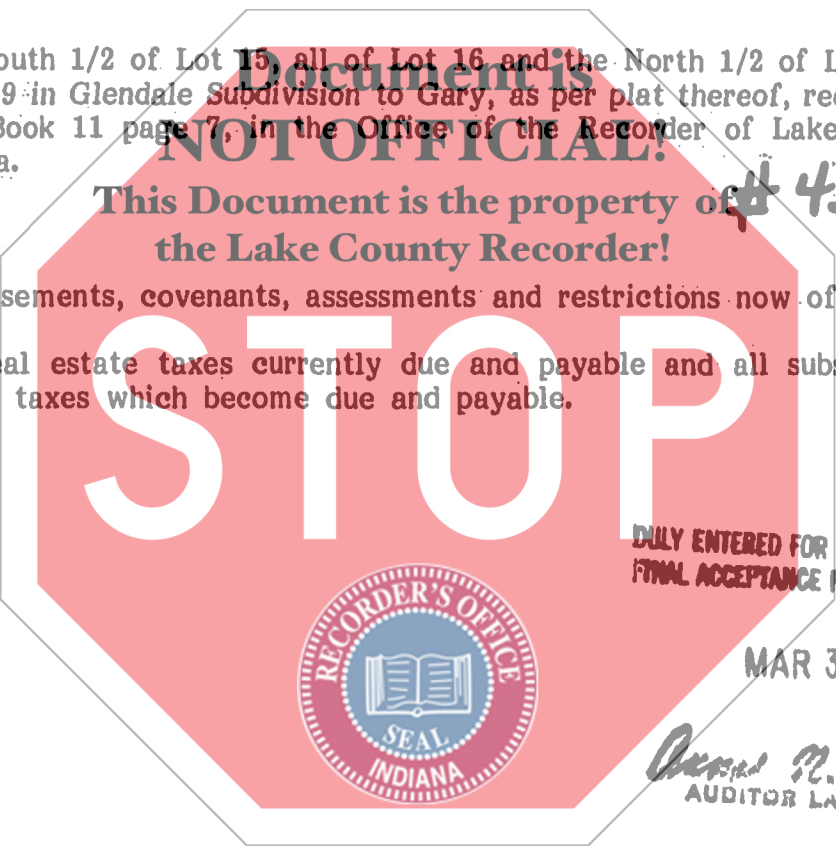 outh 1/2 of Lot 15, all of Lot 16 and the North 1/2 of L
Document is
9 in Glendale Subdivision to Gary, as per plat thereof, rec
Book 11 page 7, in the Office of the Recorder of Lake
NOT OFFICIAL!
a.
This Document is the property of
# 4
the Lake County Recorder!
sements, covenants, assessments and restrictions now of
STOP
eal estate taxes currently due and payable and all subs
taxes which become due and payable.
DULY ENTERED FOR
FINAL ACCEPTANCE
RECORDER'S OFFICE
SEAL
INDIANA
MAR 3
AUDITOR LA